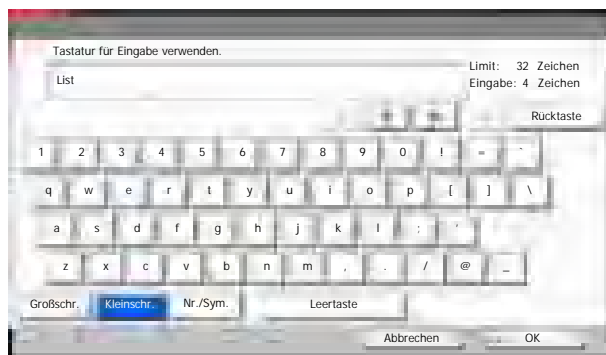 Tastatur für Eingabe verwenden.
Limit: 32 Zeichen
List
Eingabe: 4 Zeichen
Rücktaste
1 2 3 4 5 6 7 8 9 0 ! - ^
q w e r t y u i o p [ ] \
a s d f g h j k l : '
z x c v b n m , . / @ _
Großschr. Kleinschr. Nr./Sym. Leertaste
Abbrechen OK